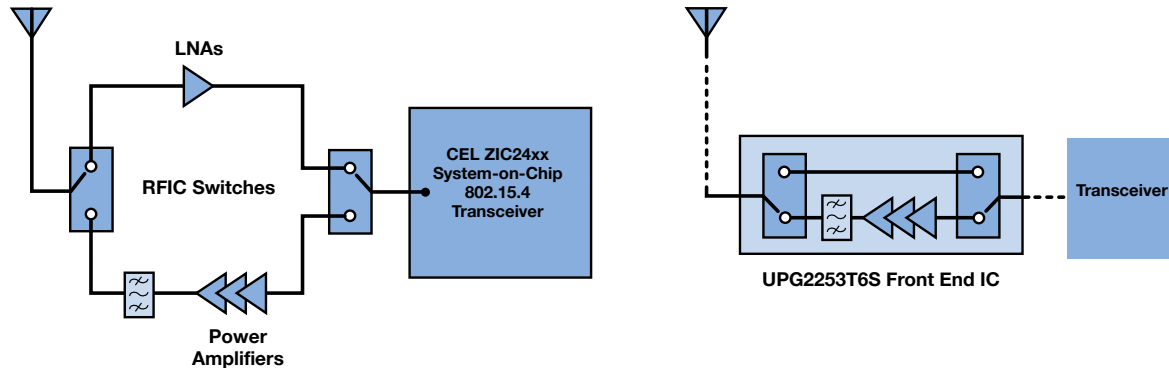 LNAs
RFIC Switches
CEL ZIC24xx
System-on-Chip
802.15.4
Transceiver
Power
Amplifiers
Transceiver
UPG2253T6S Front End IC